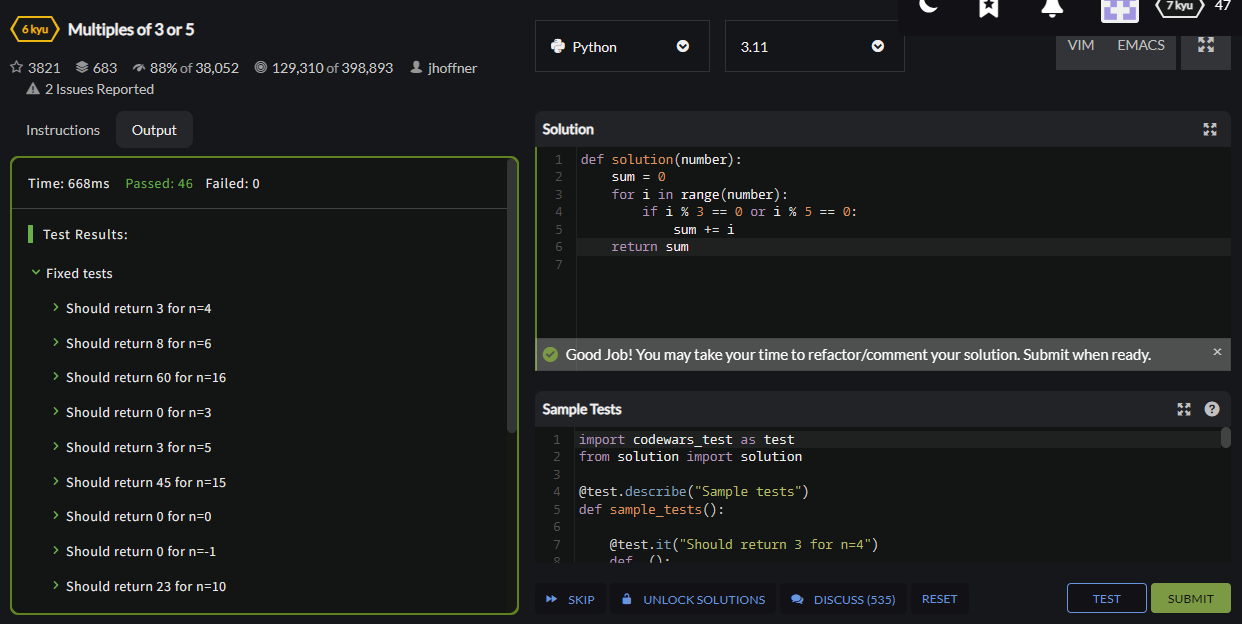 6 kyu Multiples of 3 or 5
3821 683 88% of 38,052 129,310 of 398,893 jhoffner
2 Issues Reported
Instructions Output
Time: 668ms Passed: 46 Failed: 0
Test Results:
Fixed tests
Should return 3 for n=4
Should return 8 for n=6
Should return 60 for n=16
Should return 0 for n=3
Should return 3 for n=5
Should return 45 for n=15
Should return 0 for n=0
Should return 0 for n=-1
Should return 23 for n=10
7 kyu 47
Python 3.11 VIM EMACS
Solution
1 def solution(number):
2     sum = 0
3     for i in range(number):
4         if i % 3 == 0 or i % 5 == 0:
5             sum += i
6     return sum
7
Good Job! You may take your time to refactor/comment your solution. Submit when ready. ×
Sample Tests ?
1 import codewars_test as test
2 from solution import solution
3
4 @test.describe("Sample tests")
5 def sample_tests():
6
7     @test.it("Should return 3 for n=4")
8     def _():
SKIP UNLOCK SOLUTIONS DISCUSS (535) RESET TEST SUBMIT